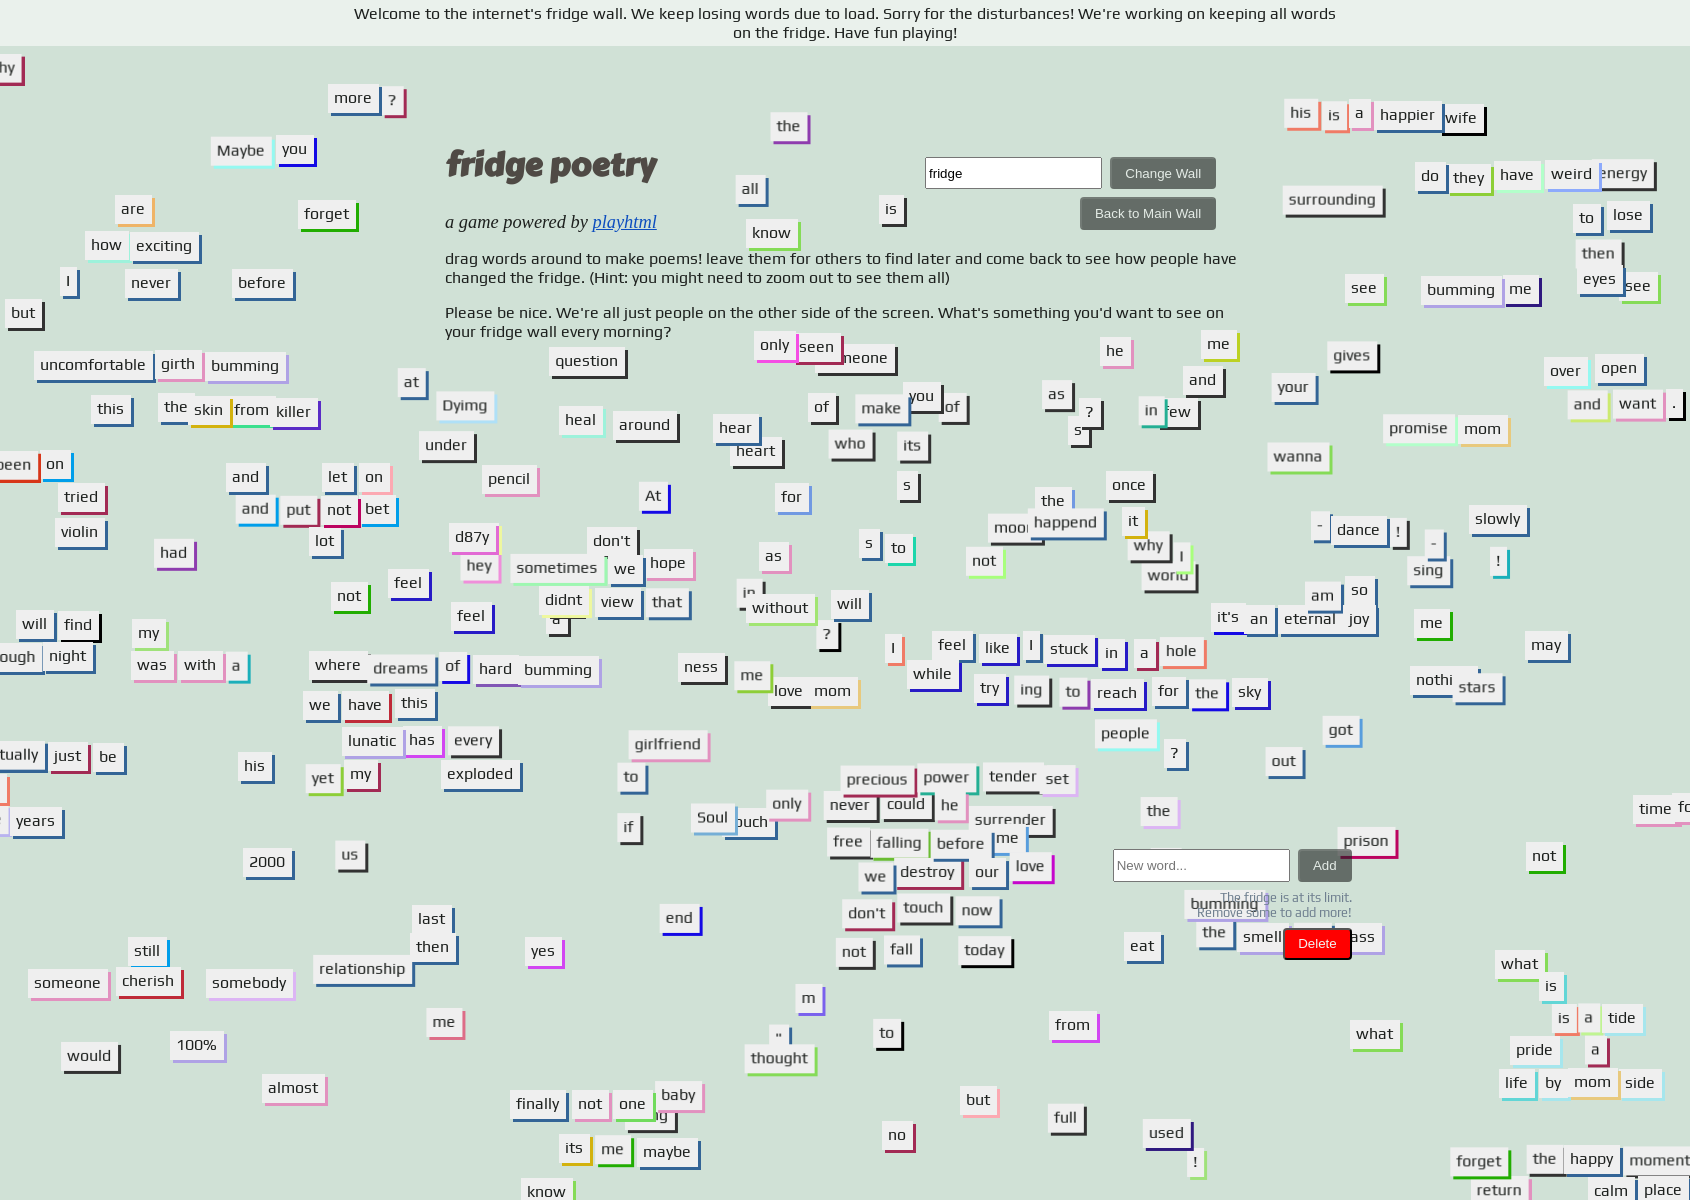 Welcome to the internet's fridge wall. We keep losing words due to load. Sorry for the disturbances! We're working on keeping all words
on the fridge. Have fun playing!
more ?
the
his is a happier wife
Maybe you
fridge poetry
fridge
Change Wall
do they have weird energy
all
is
surrounding
are
forget
a game powered by playhtml
Back to Main Wall
to lose
know
how exciting
then
drag words around to make poems! leave them for others to find later and come back to see how people have
changed the fridge. (Hint: you might need to zoom out to see them all)
I never before
see
bumming me
eyes see
but
Please be nice. We're all just people on the other side of the screen. What's something you'd want to see on
your fridge wall every morning?
only seen
he
me
gives
uncomfortable girth bumming
question
over open
at
and
your
this
the skin from killer
Dyimg
of make you of
as ?
in few
and want .
heal around
hear
heart
who its
s
promise mom
under
wanna
been on
and let on
pencil
At
for
s
once
the
tried
and put not bet
happend
it
- dance !
slowly
violin
lot
d87y
don't
s to
why
-
had
hey
sometimes we hope
as
not
I
world
sing
!
not
feel
didnt view that
a
in
without
will
am so
will find
my
feel
?
it's an eternal joy
me
night
was with a
where dreams of hard bumming
ness
me
I
feel like I stuck in a hole
may
while
love mom
try ing to reach for the sky
stars
we have this
people
got
lunatic has every
girlfriend
?
out
just be
his
yet my
exploded
to
precious power tender set
years
if
Soul
only
never could he
surrender
the
time
free falling before me
prison
2000
us
we destroy our love
New word...
Add
not
The fridge is at its limit.
Remove some to add more!
bumming
last
end
don't touch now
the smell
Delete
then
still
yes
not fall
today
eat
someone cherish somebody
relationship
what
is
m
me
"
to
from
is a tide
what
would
100%
thought
pride a
almost
life by mom side
finally not one
baby
but
full
no
used
its me maybe
!
forget
the happy moment
know
return
calm place